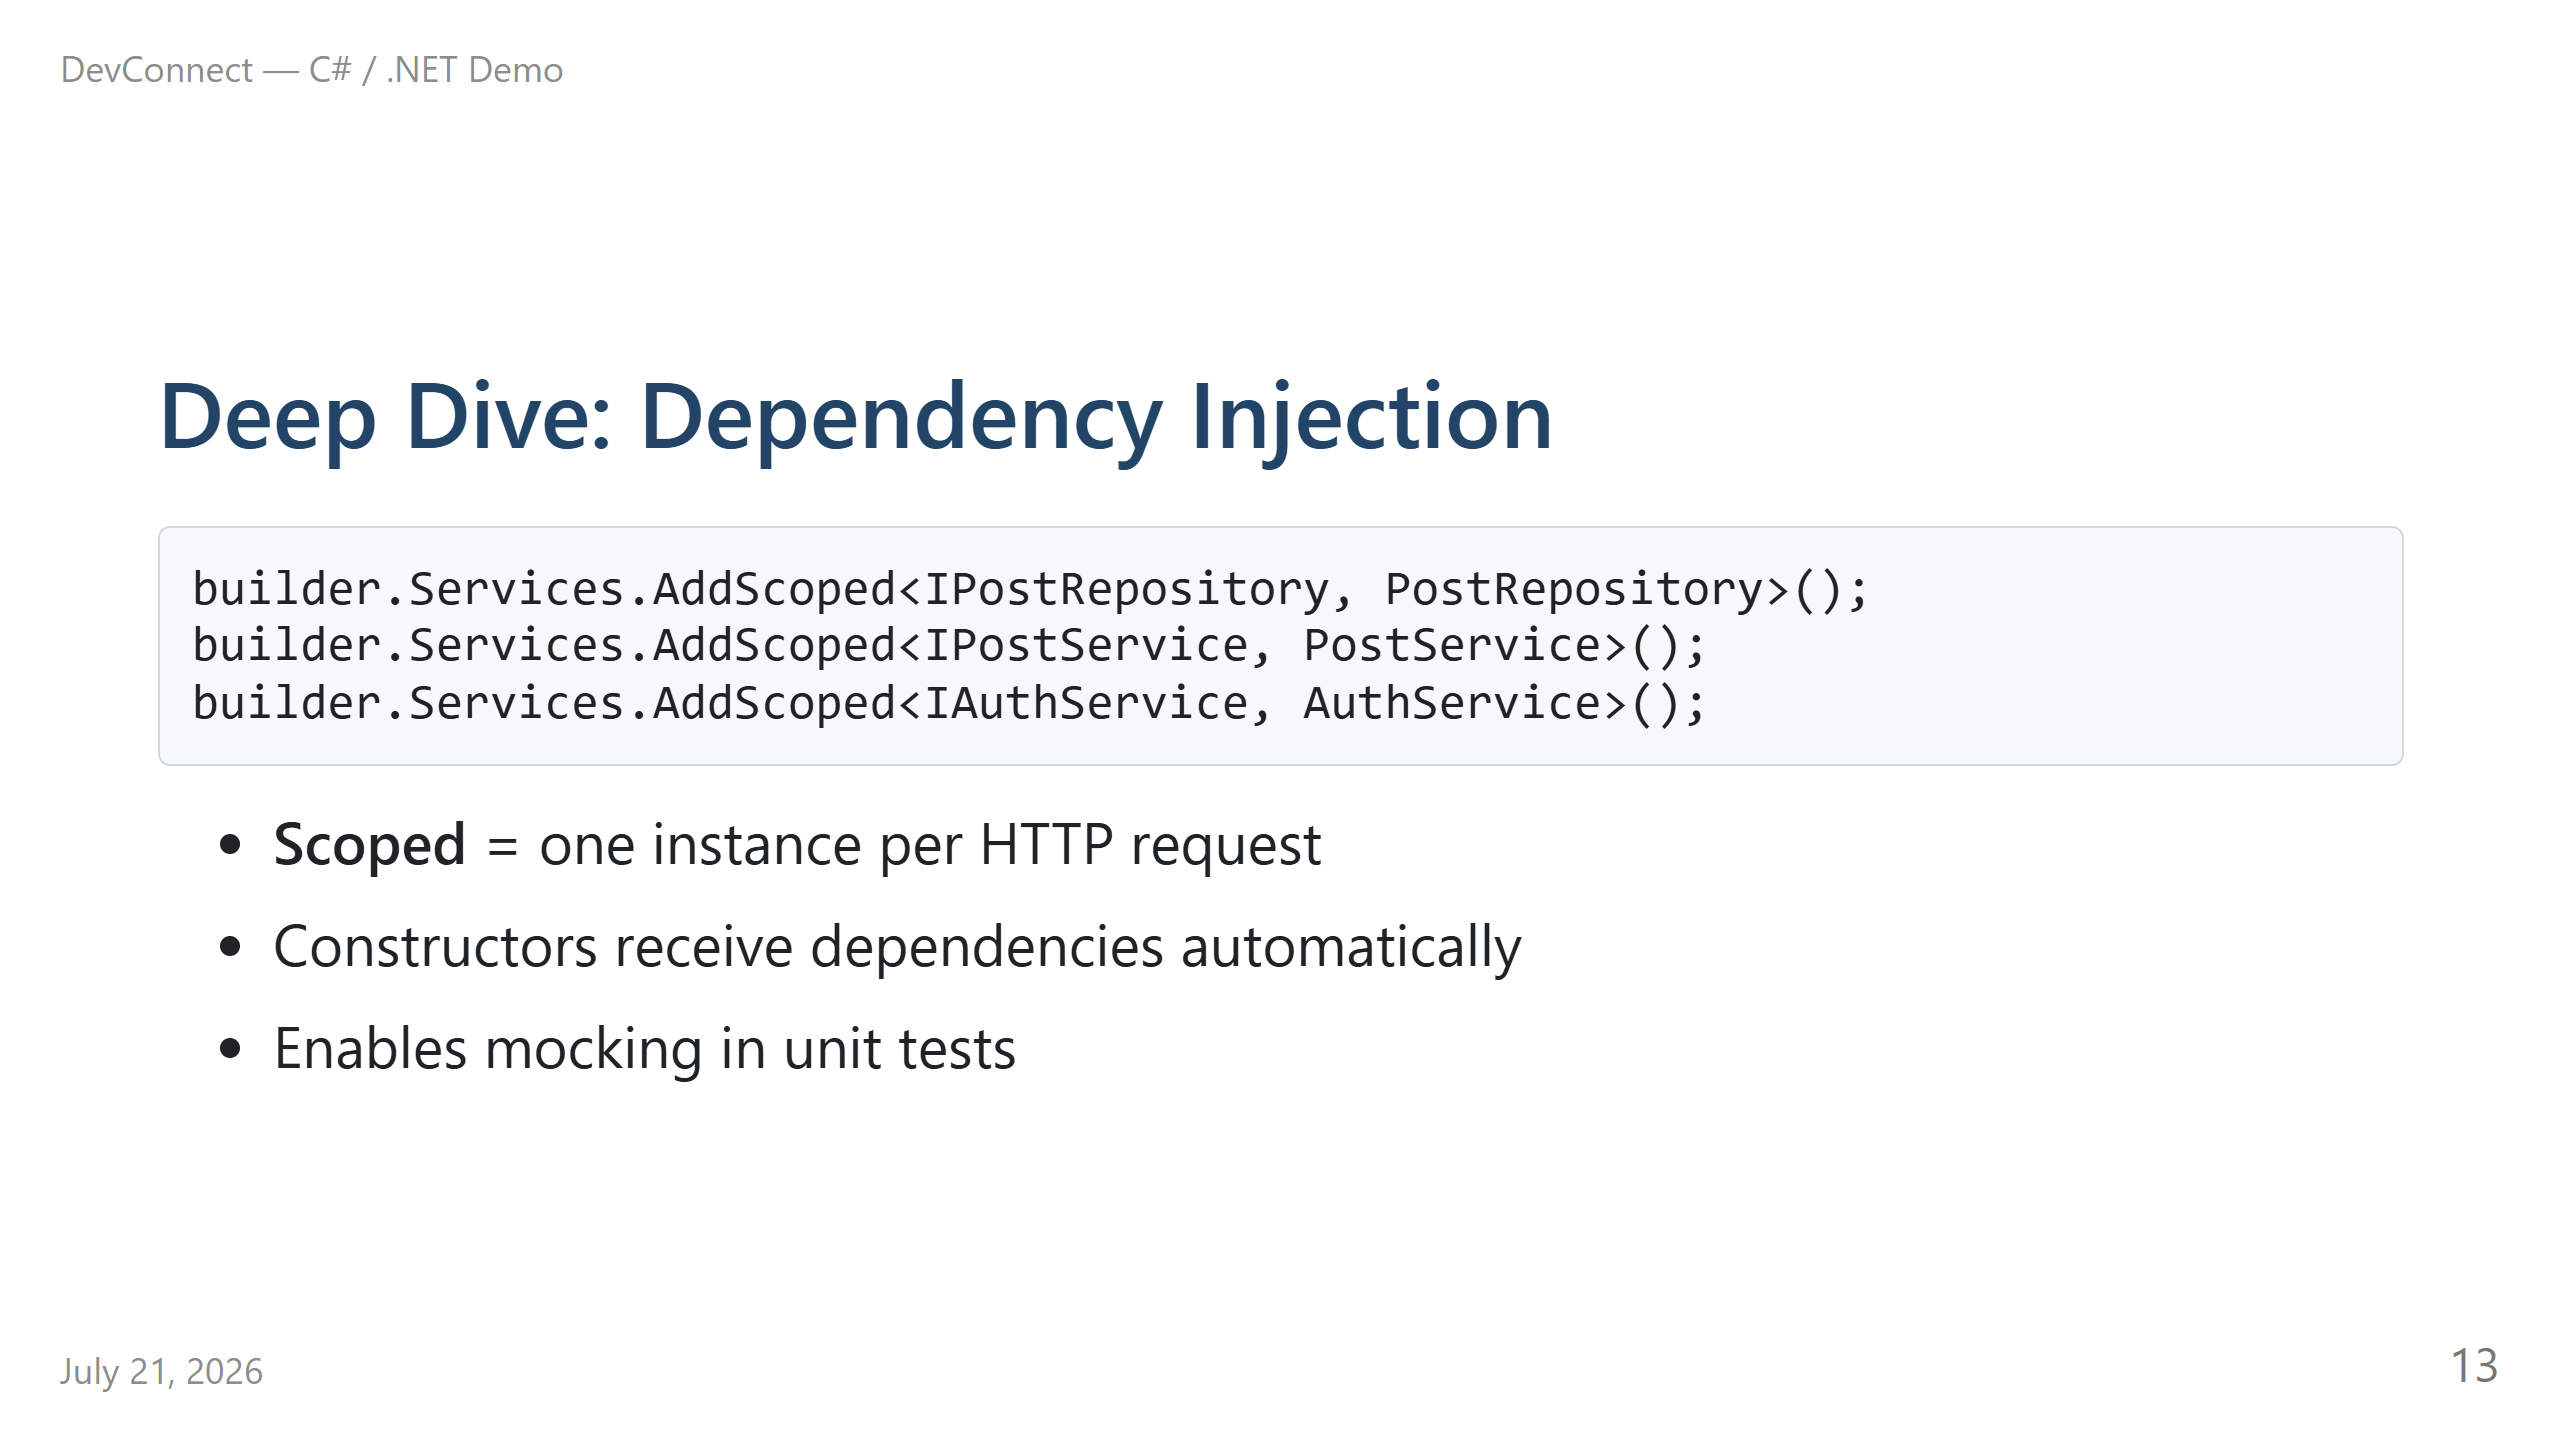 DevConnect — C# / .NET Demo
Deep Dive: Dependency Injection
builder.Services.AddScoped<IPostRepository, PostRepository>();
builder.Services.AddScoped<IPostService, PostService>();
builder.Services.AddScoped<IAuthService, AuthService>();
• Scoped = one instance per HTTP request
• Constructors receive dependencies automatically
• Enables mocking in unit tests
July 21, 2026
13